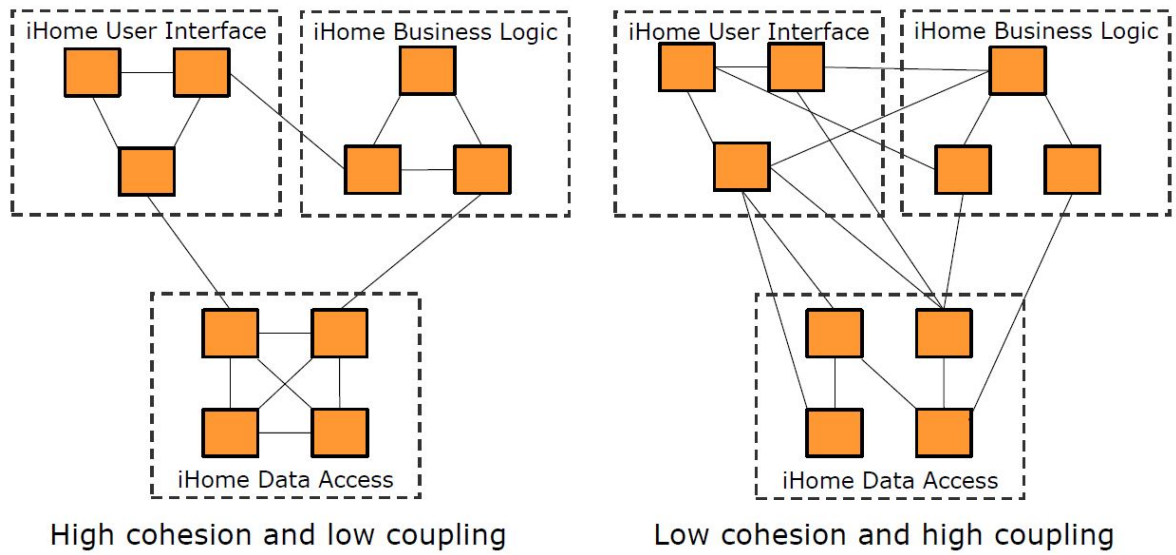 iHome User Interface
iHome Business Logic
iHome Data Access
High cohesion and low coupling
iHome User Interface
iHome Business Logic
iHome Data Access
Low cohesion and high coupling